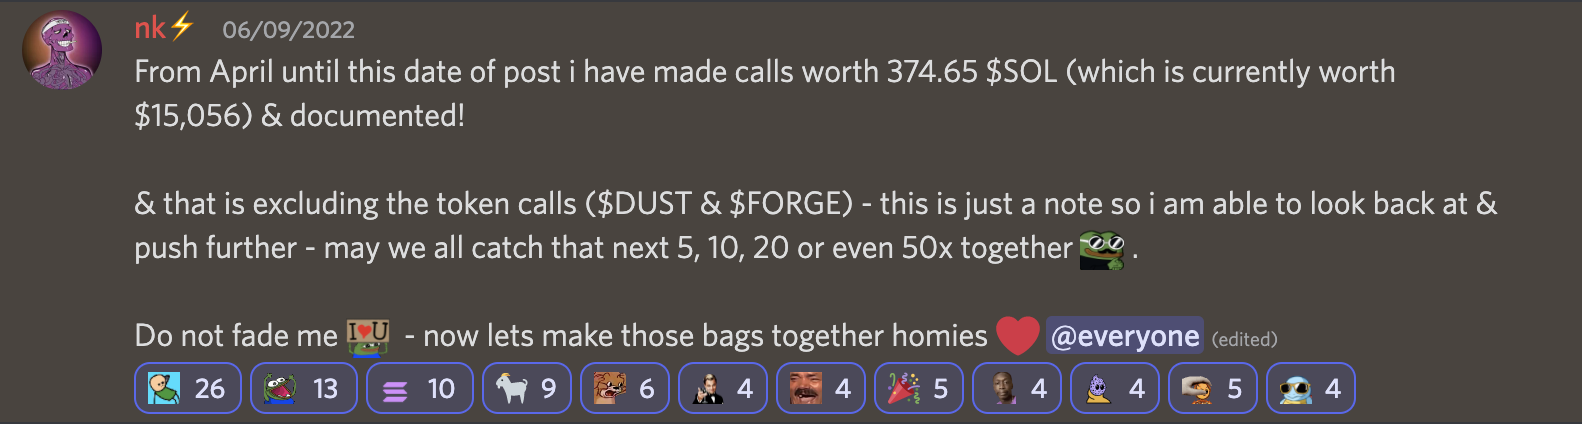 nk⚡ 06/09/2022
From April until this date of post i have made calls worth 374.65 $SOL (which is currently worth
$15,056) & documented!
& that is excluding the token calls ($DUST & $FORGE) - this is just a note so i am able to look back at &
push further - may we all catch that next 5, 10, 20 or even 50x together .
Do not fade me I♥U - now lets make those bags together homies ❤️ @everyone (edited)
26 13 10 9 6 4 4 5 4 4 5 4